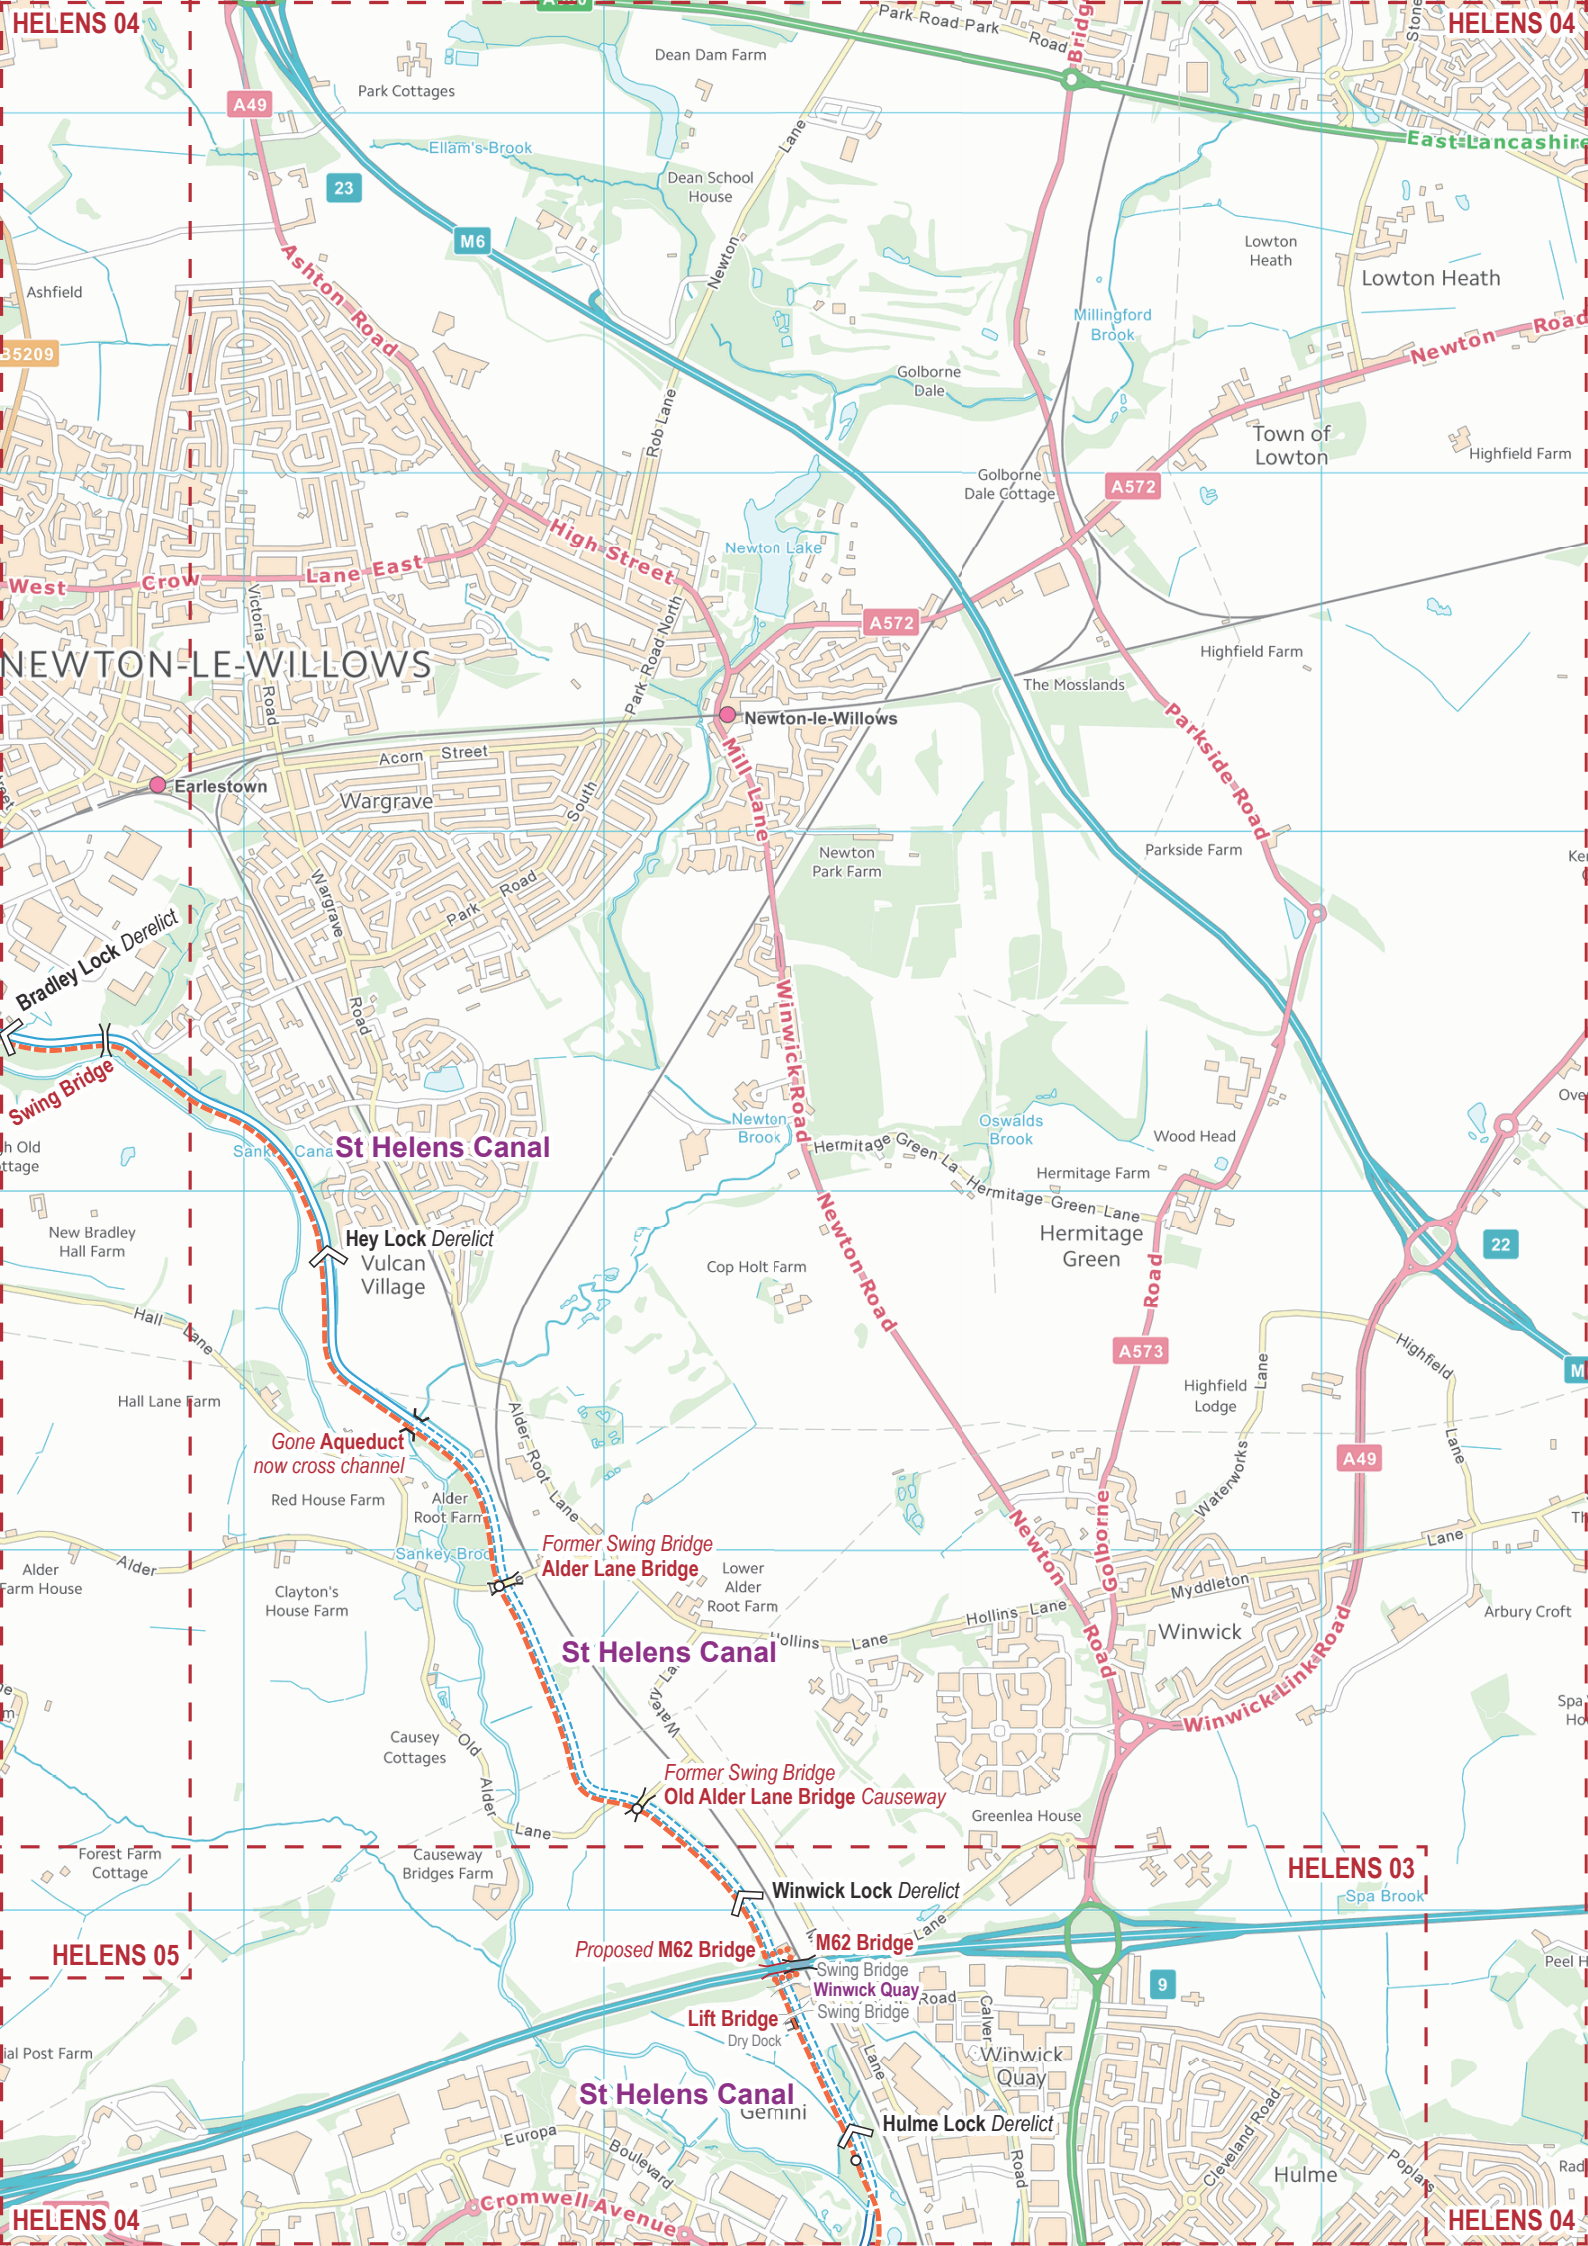 HELENS 04
HELENS 04
Park Road Park
Road
Bridge
Stone
Dean Dam Farm
Park Cottages
A49
Ellam's Brook
East Lancashire
Lane
23
Dean School
House
M6
Newton
Lowton
Heath
Lowton Heath
Ashfield
Ashton Road
Millingford
Brook
Newton Road
B5209
Golborne
Dale
Rob Lane
Town of
Lowton
Highfield Farm
Golborne
Dale Cottage
A572
High Street
Newton Lake
West Crow Lane East
Victoria
Road
A572
Park Road North
Highfield Farm
NEWTON-LE-WILLOWS
The Mosslands
Newton-le-Willows
Parkside Road
Acorn Street
Mill Lane
Earlestown
Wargrave
South
Newton
Park Farm
Parkside Farm
Wargrave
Road
Park Road
Bradley Lock Derelict
Winwick Road
Swing Bridge
Newton
Brook
Oswalds
Brook
Wood Head
St Helens Canal
Hermitage Green La
Hermitage Green Lane
Hermitage Farm
New Bradley
Hall Farm
Hey Lock Derelict
Vulcan
Village
Newton Road
Hermitage
Green
22
Cop Holt Farm
Hall Lane
Road
A573
Highfield
Lane
Lane
Highfield
Lodge
Hall Lane Farm
Alder Root Lane
Gone Aqueduct
now cross channel
A49
Waterworks
Red House Farm
Alder
Root Farm
Golborne
Newton
Road
Former Swing Bridge
Alder Lane Bridge
Lane
Alder
Farm House
Alder
Clayton's
House Farm
Lower
Alder
Root Farm
Myddleton
Hollins Lane
Arbury Croft
Hollins Lane
Winwick
St Helens Canal
Winwick Link Road
Causey
Cottages
Old
Alder
Lane
Former Swing Bridge
Old Alder Lane Bridge Causeway
Greenlea House
Forest Farm
Cottage
Causeway
Bridges Farm
HELENS 03
Winwick Lock Derelict
Spa Brook
Lane
HELENS 05
Proposed M62 Bridge
M62 Bridge
Swing Bridge
Winwick Quay
Road
Swing Bridge
9
Lift Bridge
Dry Dock
Calver
Lane
Winwick
Quay
St Helens Canal
Gemini
Hulme Lock Derelict
Europa
Boulevard
Road
Cleveland Road
Hulme
Poplars
Cromwell Avenue
HELENS 04
HELENS 04